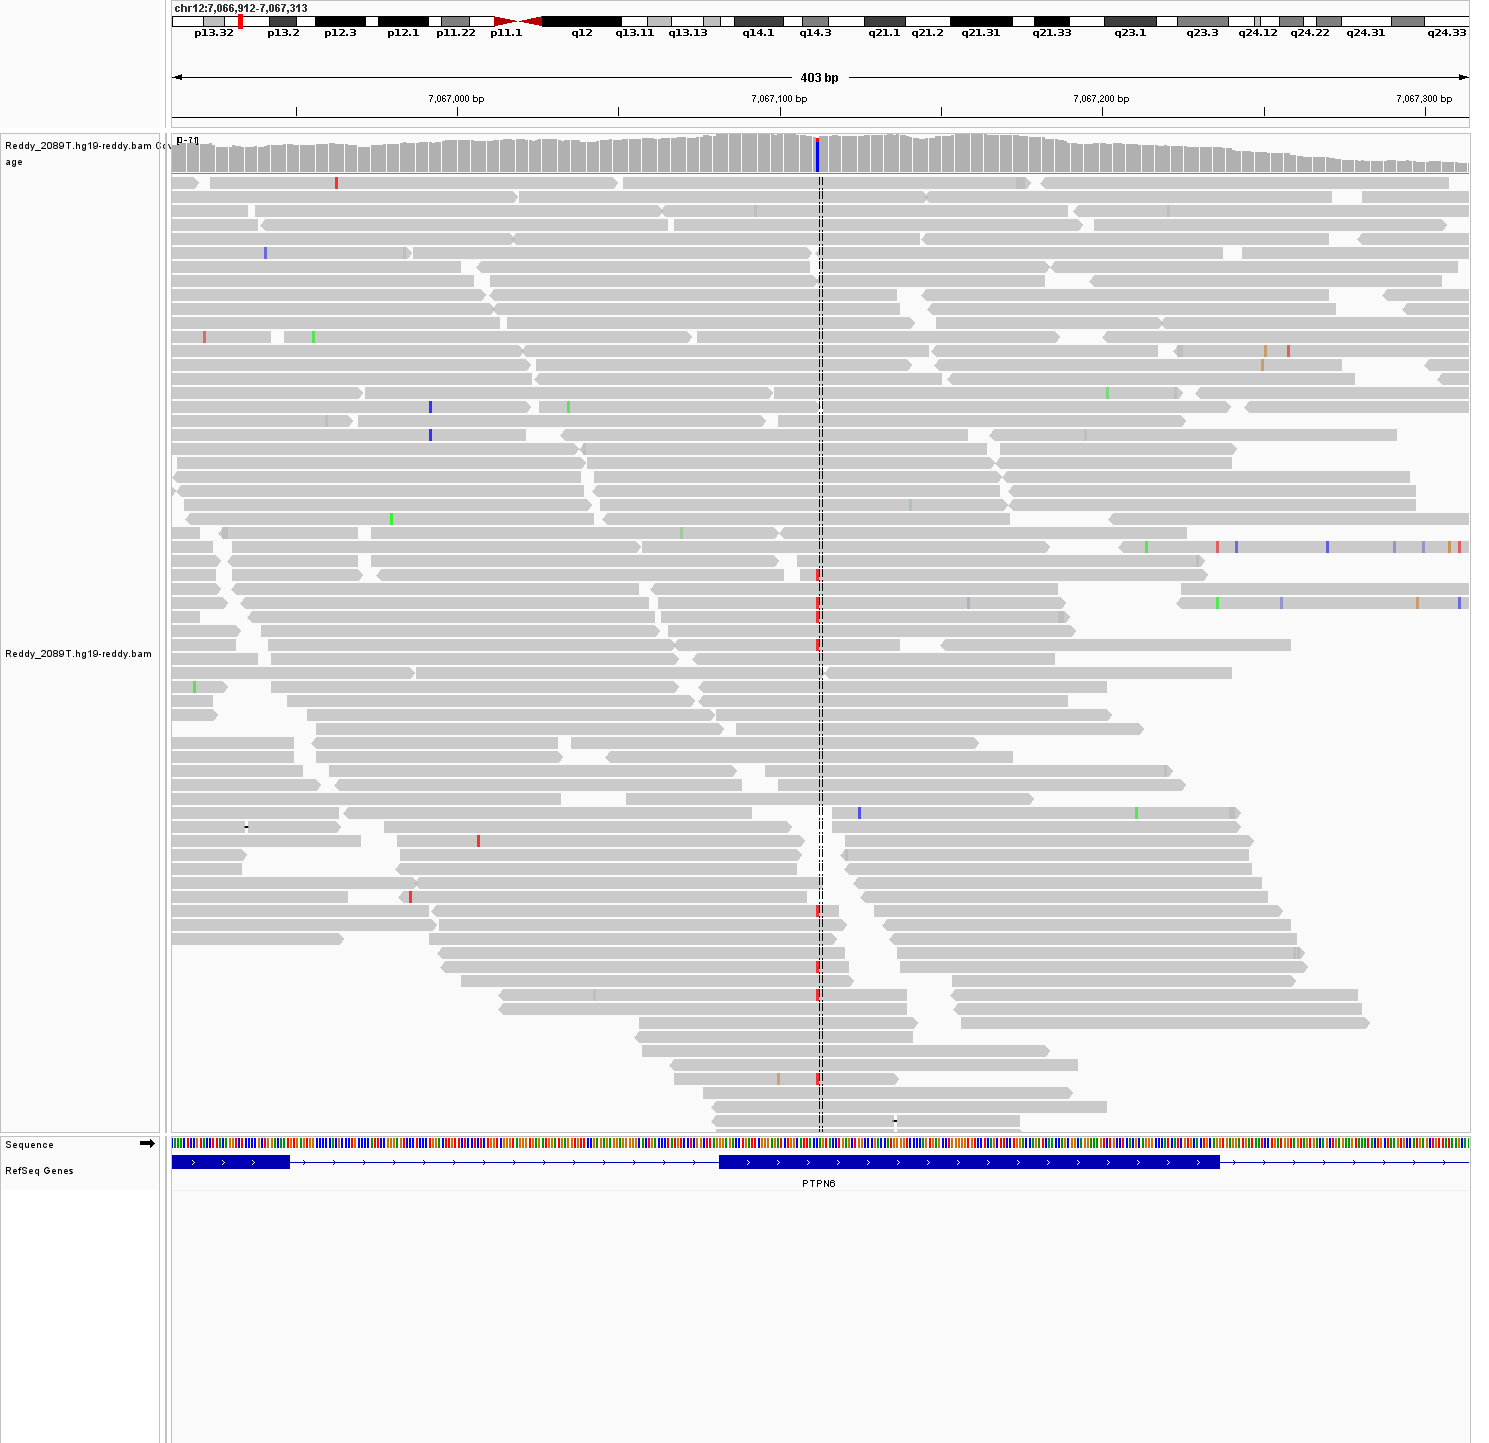 chr12:7,066,912-7,067,313
p13.32 p13.2 p12.3 p12.1 p11.22 p11.1 q12 q13.11 q13.13 q14.1 q14.3 q21.1 q21.2 q21.31 q21.33 q23.1 q23.3 q24.12 q24.22 q24.31 q24.33
403 bp
7,067,000 bp 7,067,100 bp 7,067,200 bp 7,067,300 bp
Reddy_2089T.hg19-reddy.bam
age
Reddy_2089T.hg19-reddy.bam
Sequence
RefSeq Genes
PTPN6